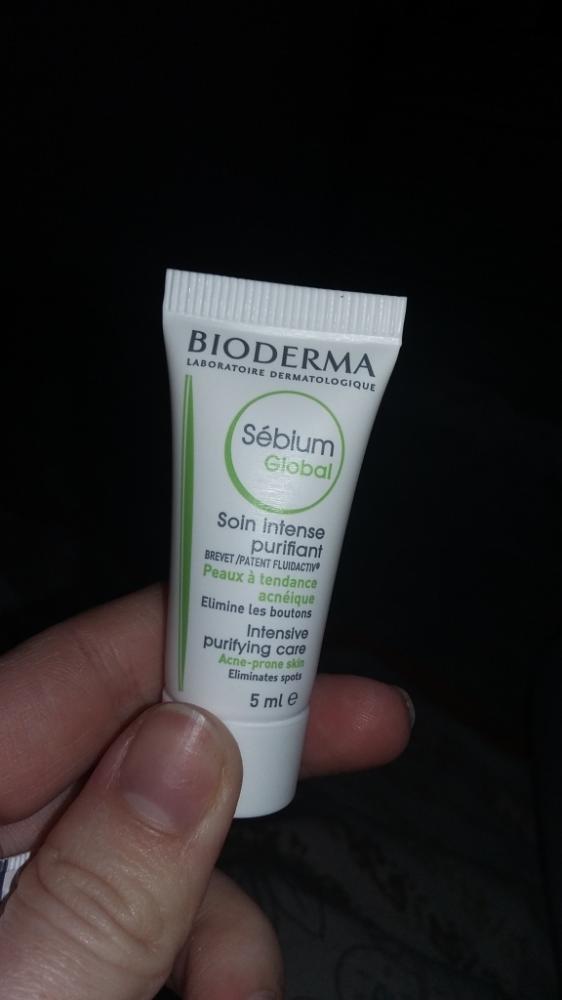 BIODERMA
LABORATOIRE DERMATOLOGIQUE
Sébium
Global
Soin intense
purifiant
BREVET/PATENT FLUIDACTIV®
Peaux à tendance
acnéique
Elimine les boutons
Intensive
purifying care
Acne-prone skin
Eliminates spots
5 ml e